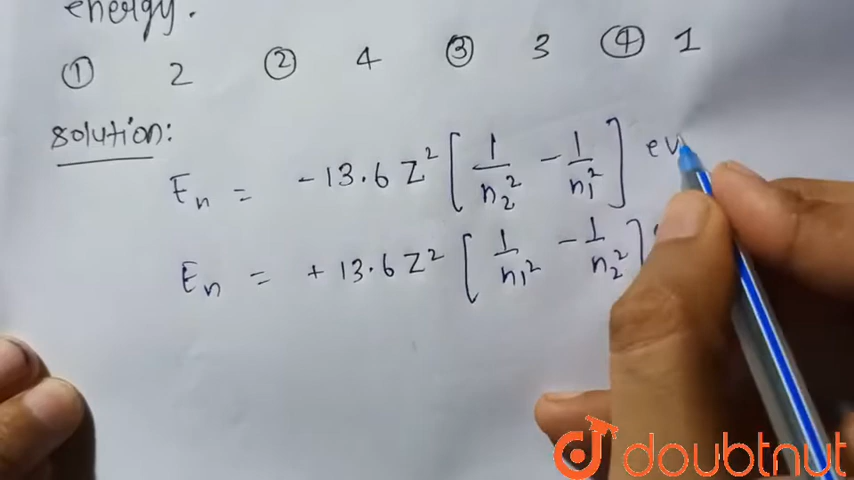 energy.
① 2 ② 4 ③ 3 ④ 1
solution:
En = - 13.6 Z² [ 1/n₂² - 1/n₁² ] ev
En = + 13.6 Z² [ 1/n₁² - 1/n₂² ]
doubtnut